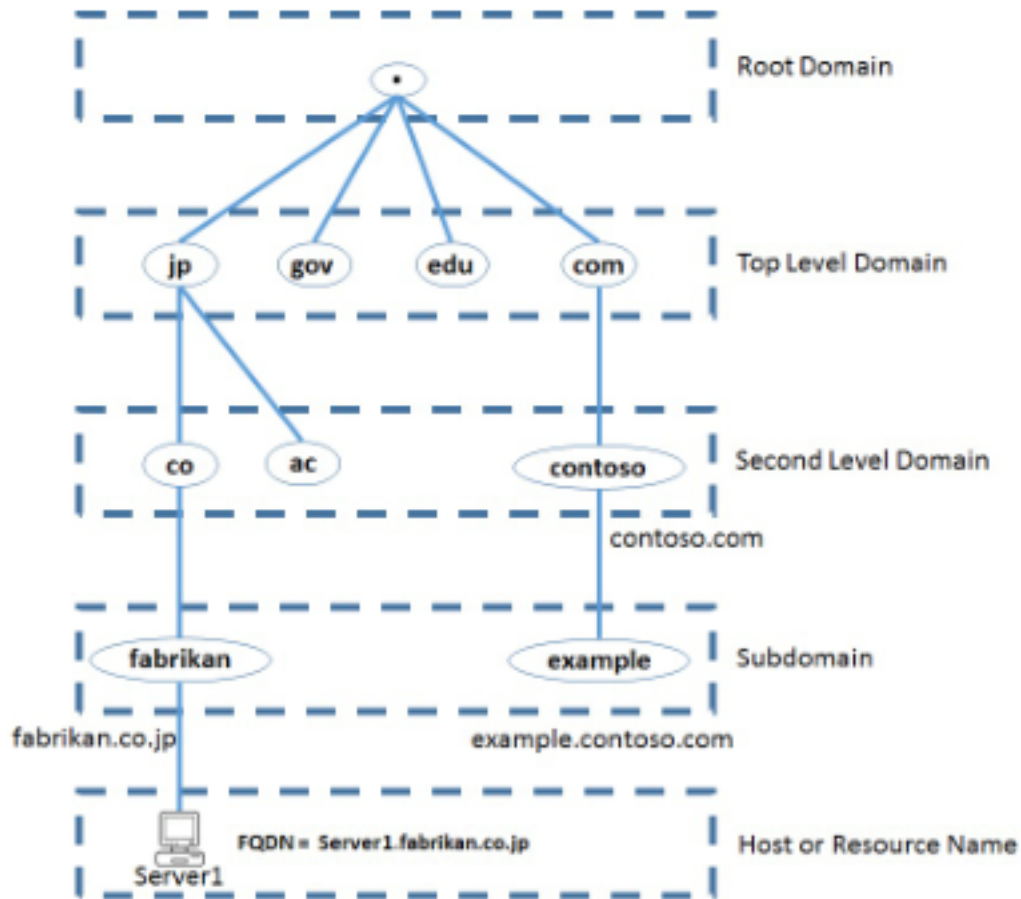 •
Root Domain
jp gov edu com
Top Level Domain
co ac contoso
Second Level Domain
contoso.com
fabrikan example
Subdomain
fabrikan.co.jp
example.contoso.com
FQDN = Server1.fabrikan.co.jp
Host or Resource Name
Server1